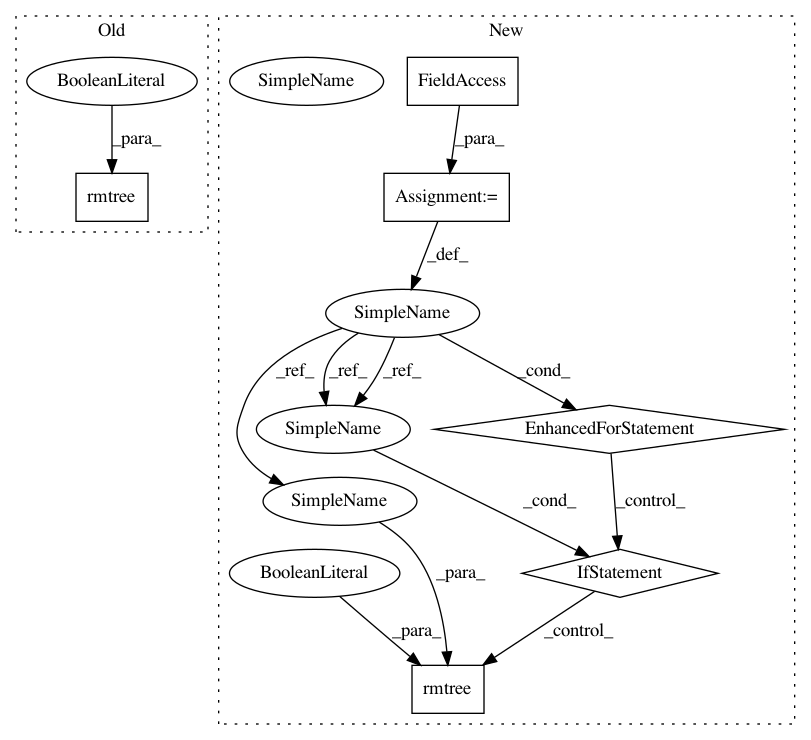 Old
New
BooleanLiteral
SimpleName
FieldAccess
_para_
_para_
rmtree
Assignment:=
_def_
SimpleName
_ref_
_ref_
_ref_
_cond_
SimpleName
EnhancedForStatement
SimpleName
_cond_
_control_
BooleanLiteral
_para_
IfStatement
_para_
_control_
rmtree